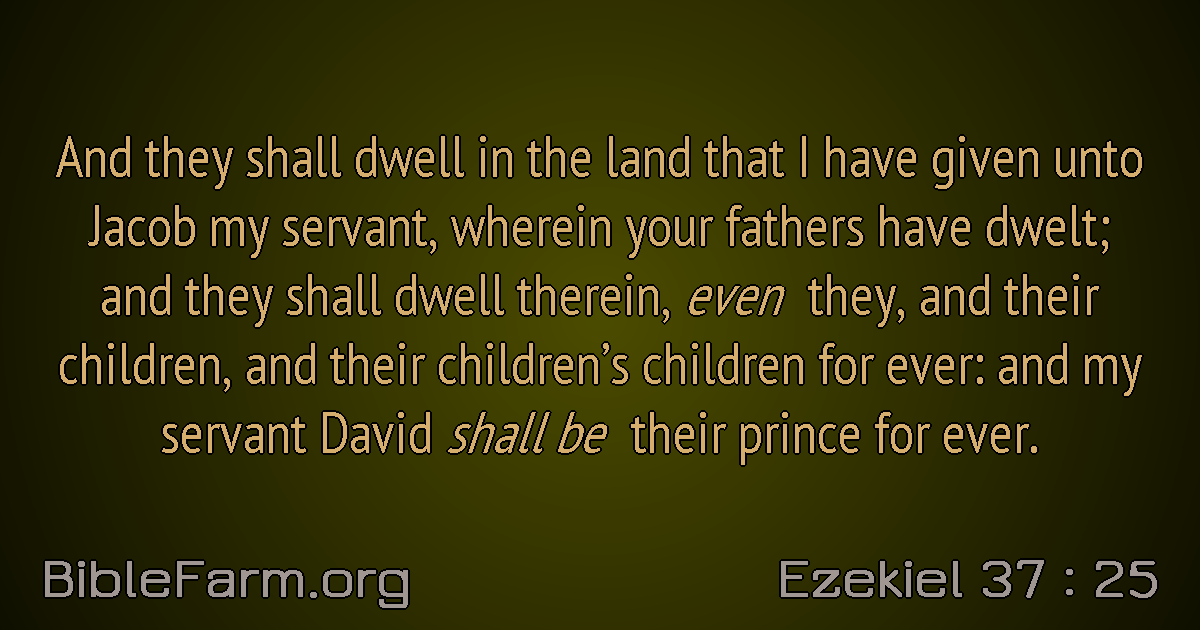 And they shall dwell in the land that I have given unto
Jacob my servant, wherein your fathers have dwelt;
and they shall dwell therein, even they, and their
children, and their children’s children for ever: and my
servant David shall be their prince for ever.
BibleFarm.org
Ezekiel 37 : 25